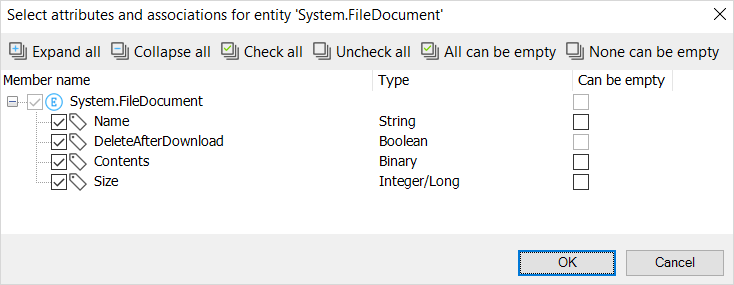 Select attributes and associations for entity 'System.FileDocument'
Expand all Collapse all Check all Uncheck all All can be empty None can be empty
Member name Type Can be empty
E System.FileDocument
Name String
DeleteAfterDownload Boolean
Contents Binary
Size Integer/Long
OK Cancel